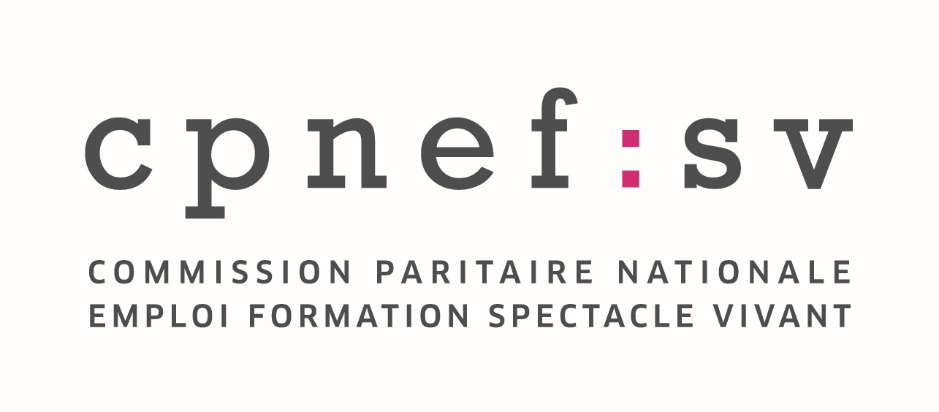 cpnef:sv
COMMISSION PARITAIRE NATIONALE
EMPLOI FORMATION SPECTACLE VIVANT